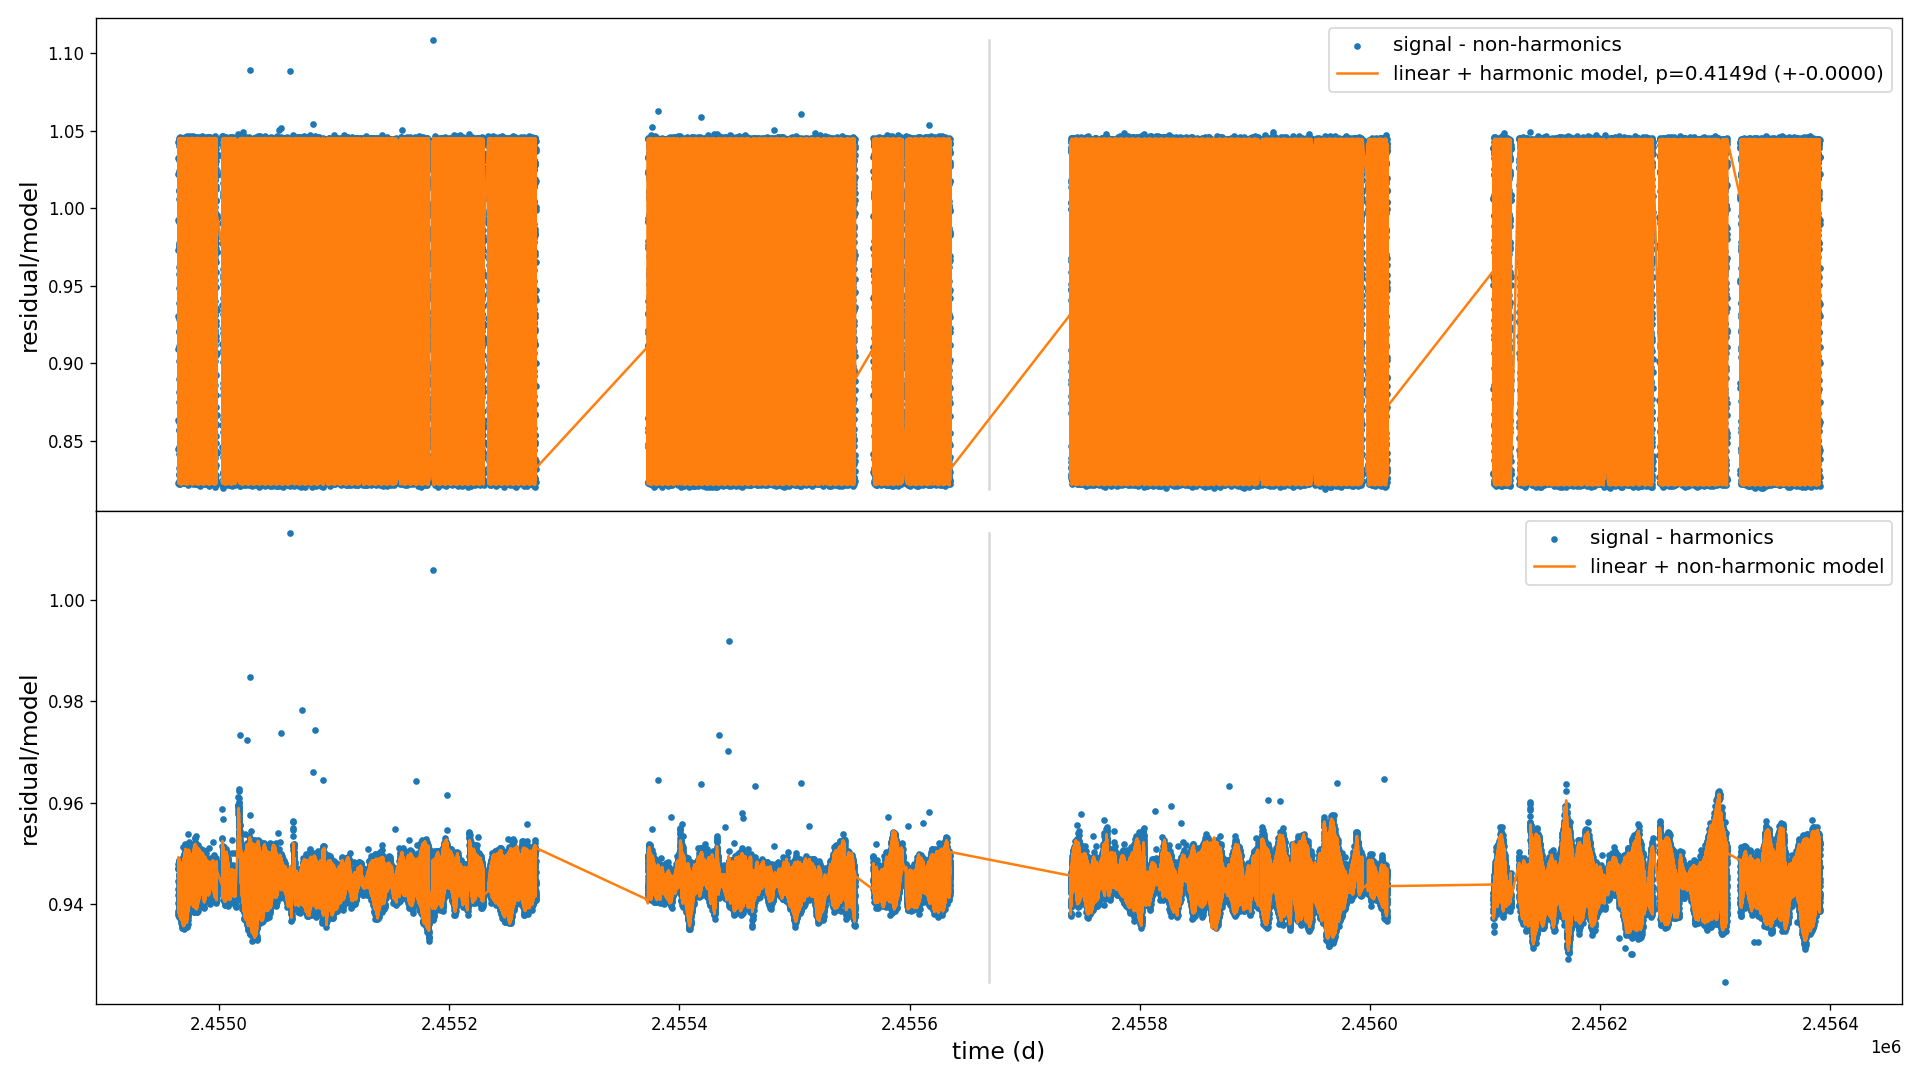 1.10
1.05
1.00
0.95
0.90
0.85
residual/model
signal - non-harmonics
linear + harmonic model, p=0.4149d (+-0.0000)
1.00
0.98
0.96
0.94
residual/model
signal - harmonics
linear + non-harmonic model
2.4550 2.4552 2.4554 2.4556 2.4558 2.4560 2.4562 2.4564
1e6
time (d)